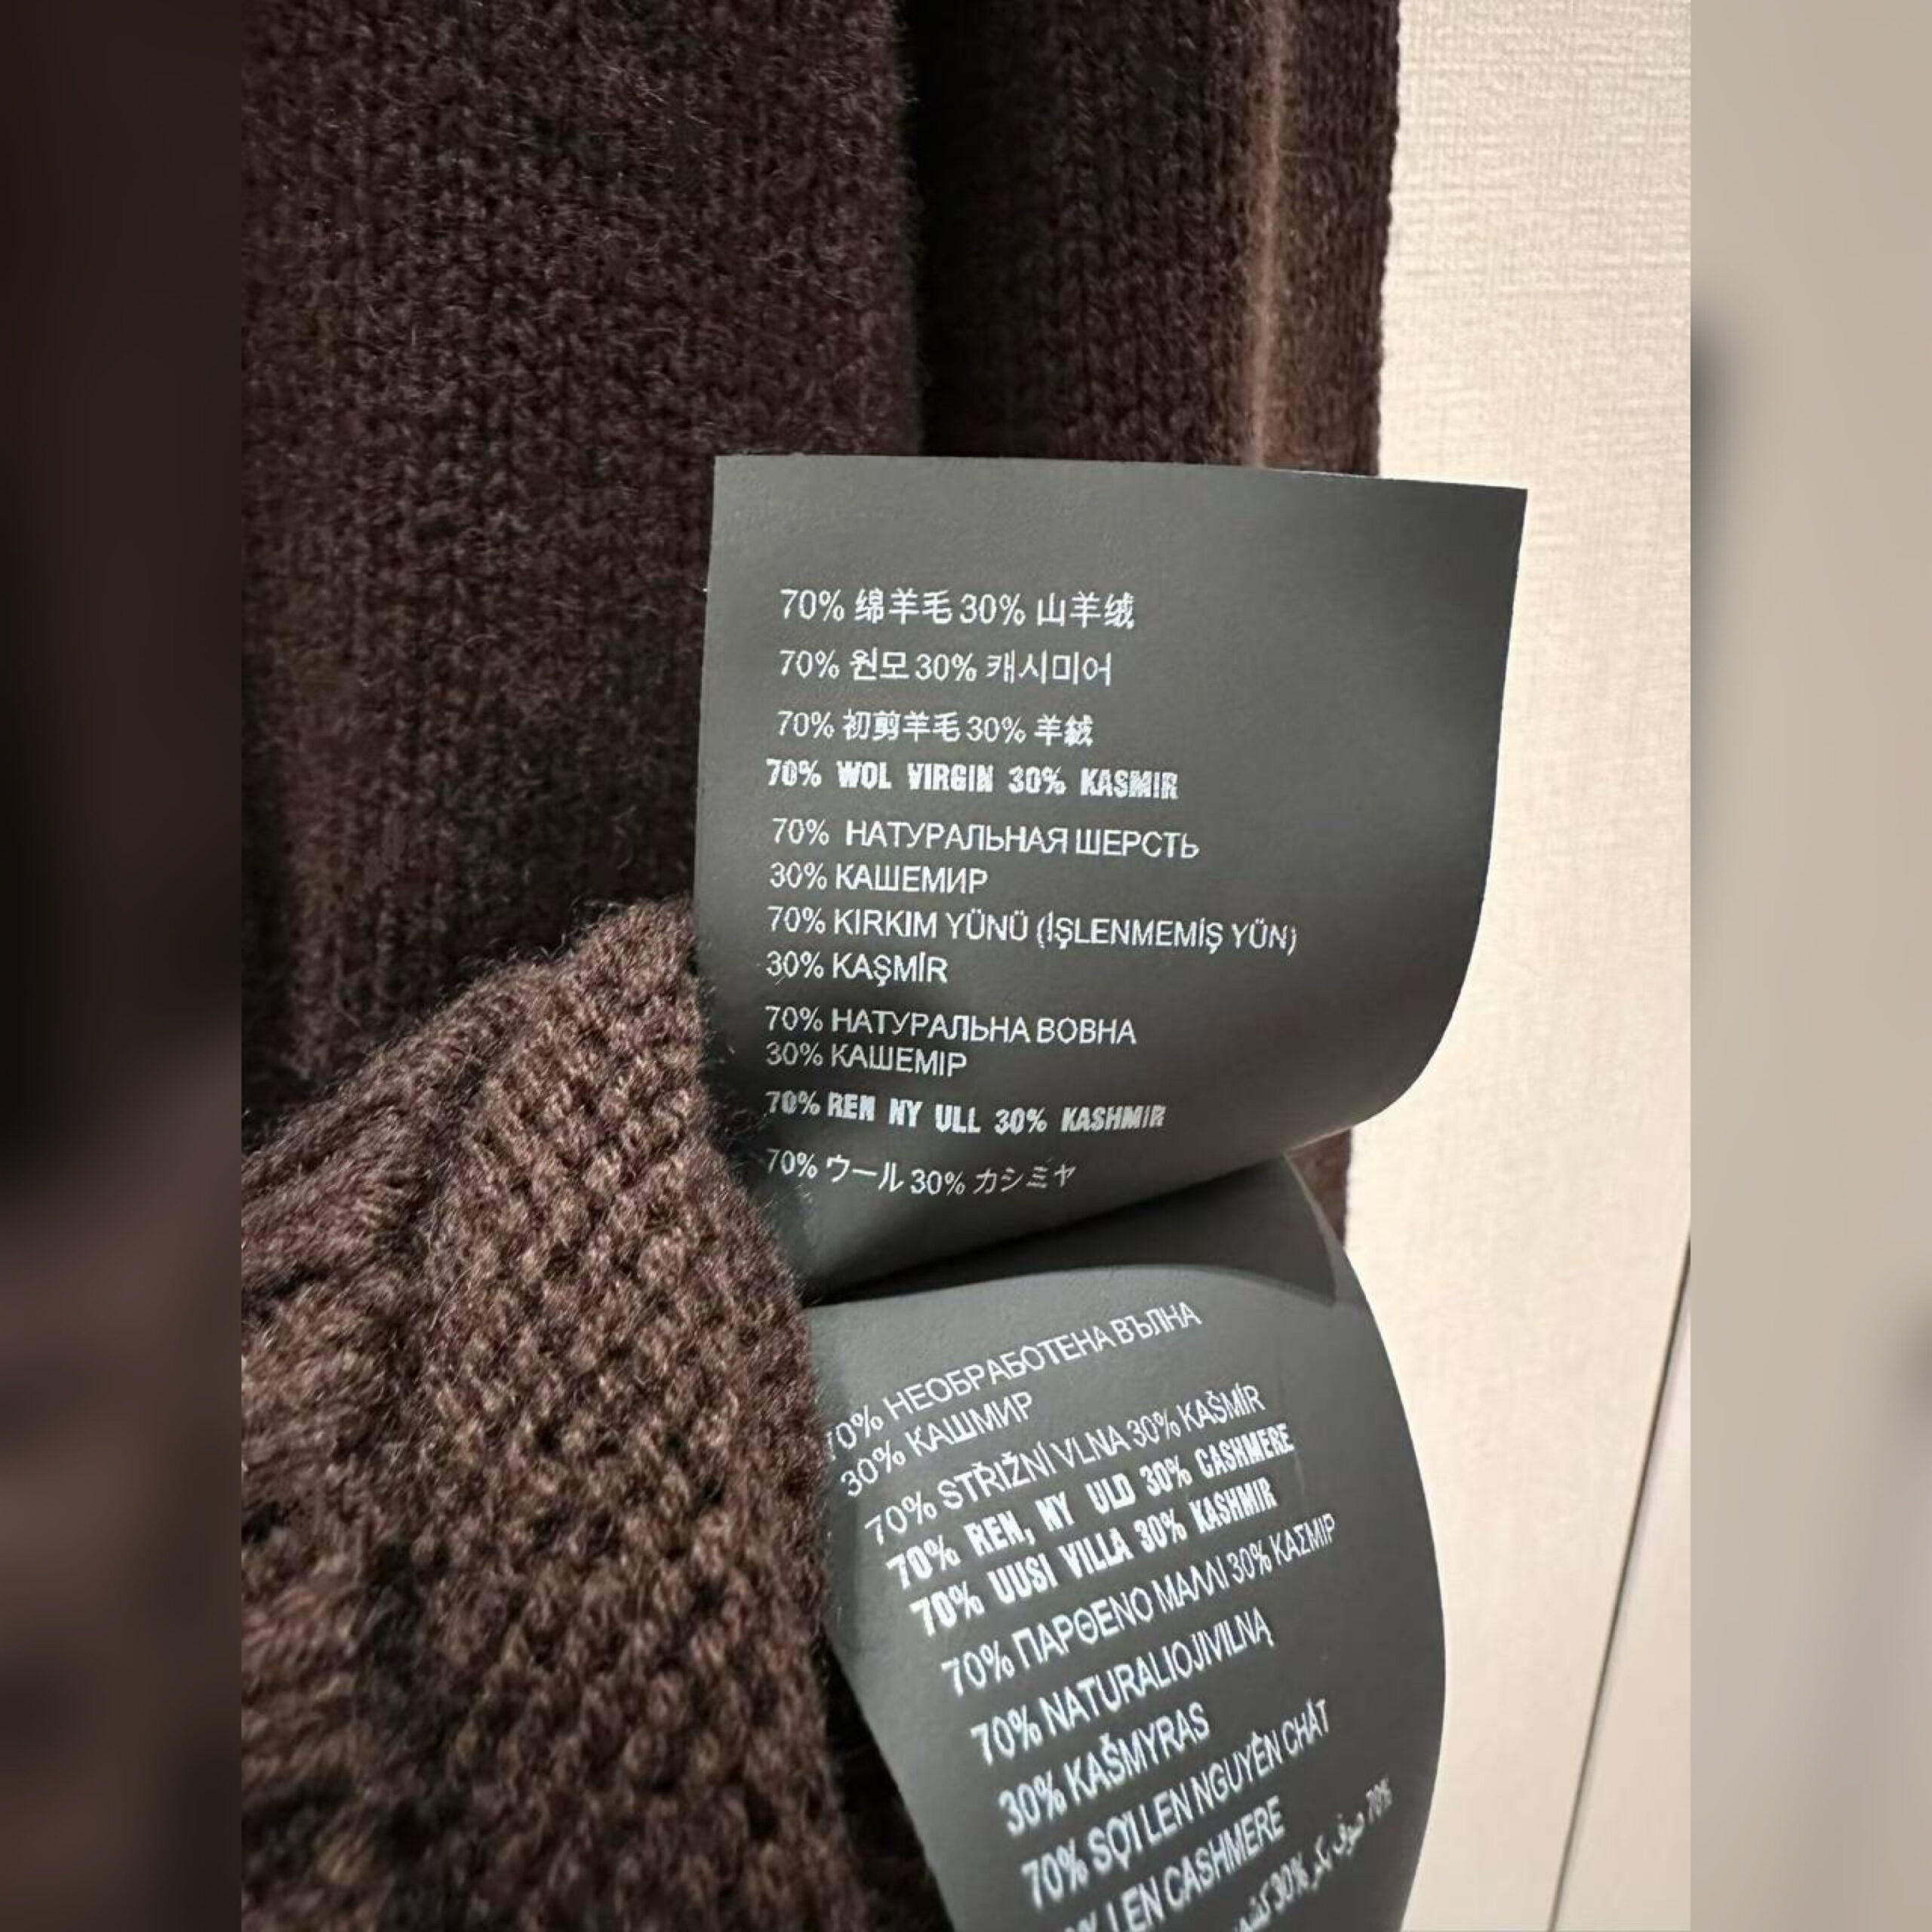 70% 绵羊毛 30% 山羊绒
70% 원모 30% 캐시미어
70% 初剪羊毛 30% 羊絨
70% WOL VIRGIN 30% KASMIR
70% НАТУРАЛЬНАЯ ШЕРСТЬ
30% КАШЕМИР
70% KIRKIM YÜNÜ (İŞLENMEMİŞ YÜN)
30% KAŞMİR
70% НАТУРАЛЬНА ВОВНА
30% КАШЕМІР
70% REN NY ULL 30% KASHMIR
70% ウール 30% カシミヤ
70% НЕОБРАБОТЕНА ВЪЛНА
30% КАШМИР
70% STŘIŽNÍ VLNA 30% KAŠMÍR
70% REN, NY ULD 30% CASHMERE
70% UUSI VILLA 30% KASHMIR
70% ΠΑΡΘΕΝΟ ΜΑΛΛΙ 30% ΚΑΣΜΙΡ
70% NATURALIOJI VILNA
30% KAŠMYRAS
70% SỢI LEN NGUYÊN CHẤT
LEN CASHMERE
70% صوف بكر 30%